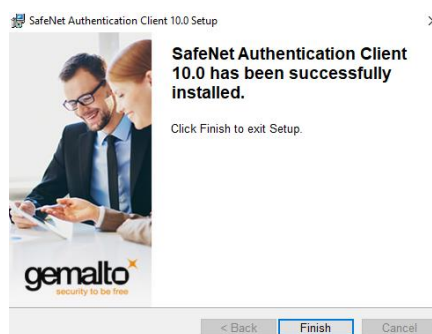 SafeNet Authentication Client 10.0 Setup
SafeNet Authentication Client
10.0 has been successfully
installed.
Click Finish to exit Setup.
gemalto
security to be free
< Back
Finish
Cancel